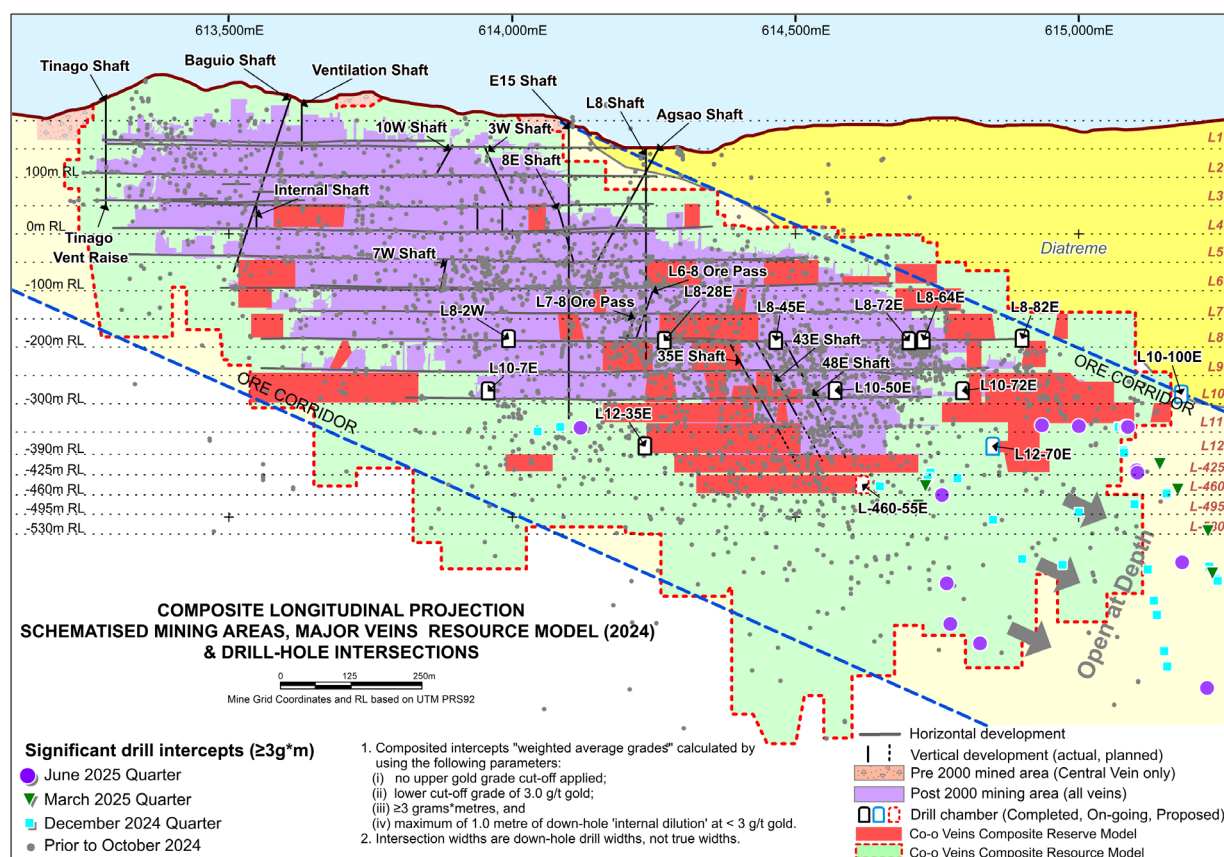 613,500mE
614,000mE
614,500mE
615,000mE
Tinago Shaft
Baguio Shaft
Ventilation Shaft
E15 Shaft
L8 Shaft
Agsao Shaft
10W Shaft
3W Shaft
8E Shaft
Internal Shaft
Tinago
Vent Raise
7W Shaft
L6-8 Ore Pass
L7-8 Ore Pass
L8-28E
L8-2W
L8-45E
L8-72E
L8-64E
L8-82E
43E Shaft
35E Shaft
48E Shaft
L10-7E
L10-50E
L10-72E
L10-100E
L12-35E
L12-70E
L-460-55E
Diatreme
ORE CORRIDOR
ORE CORRIDOR
Open at Depth
100m RL
0m RL
-100m RL
-200m RL
-300m RL
-390m RL
-425m RL
-460m RL
-495m RL
-530m RL
L1
L2
L3
L4
L5
L6
L7
L8
L9
L10
L11
L12
L-425
L-460
L-495
COMPOSITE LONGITUDINAL PROJECTION
SCHEMATISED MINING AREAS, MAJOR VEINS RESOURCE MODEL (2024)
& DRILL-HOLE INTERSECTIONS
0 125 250m
Mine Grid Coordinates and RL based on UTM PRS92
Significant drill intercepts (≥3g*m)
June 2025 Quarter
March 2025 Quarter
December 2024 Quarter
Prior to October 2024
1. Composited intercepts "weighted average grades" calculated by
using the following parameters:
(i) no upper gold grade cut-off applied;
(ii) lower cut-off grade of 3.0 g/t gold;
(iii) ≥3 grams*metres, and
(iv) maximum of 1.0 metre of down-hole 'internal dilution' at < 3 g/t gold.
2. Intersection widths are down-hole drill widths, not true widths.
Horizontal development
Vertical development (actual, planned)
Pre 2000 mined area (Central Vein only)
Post 2000 mining area (all veins)
Drill chamber (Completed, On-going, Proposed)
Co-o Veins Composite Reserve Model
Co-o Veins Composite Resource Model